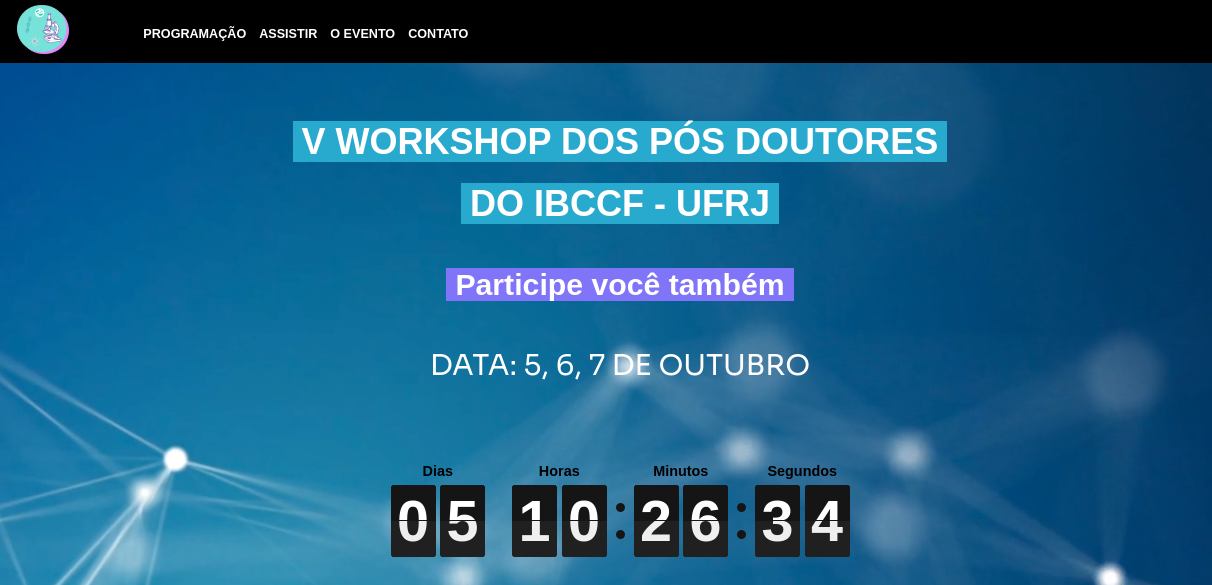 PROGRAMAÇÃO ASSISTIR O EVENTO CONTATO
V WORKSHOP DOS PÓS DOUTORES
DO IBCCF - UFRJ
Participe você também
DATA: 5, 6, 7 DE OUTUBRO
Dias Horas Minutos Segundos
05 10 : 26 : 34